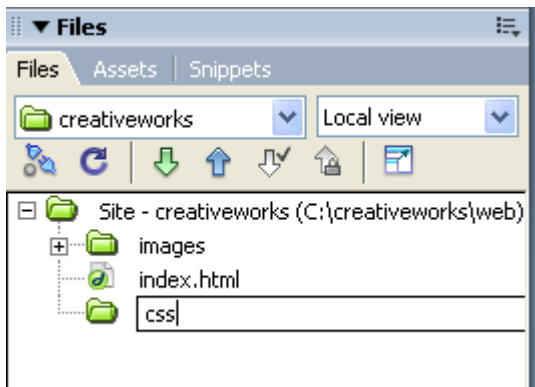 Files
Files Assets Snippets
creativeworks Local view
Site - creativeworks (C:\creativeworks\web)
images
index.html
css